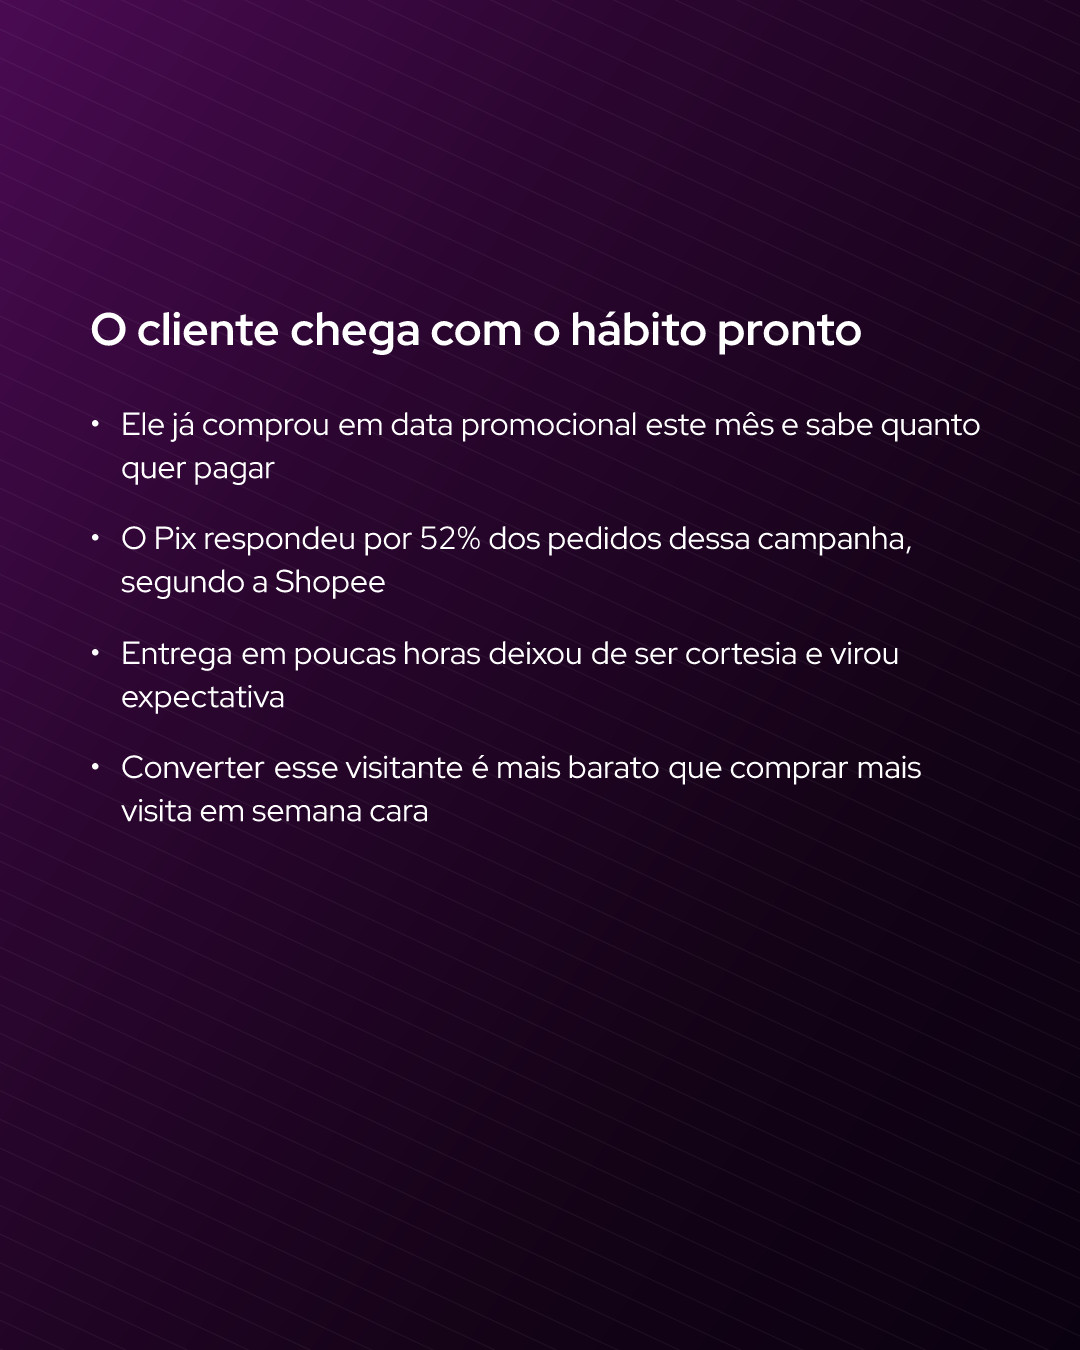 O cliente chega com o hábito pronto
• Ele já comprou em data promocional este mês e sabe quanto
quer pagar
• O Pix respondeu por 52% dos pedidos dessa campanha,
segundo a Shopee
• Entrega em poucas horas deixou de ser cortesia e virou
expectativa
• Converter esse visitante é mais barato que comprar mais
visita em semana cara